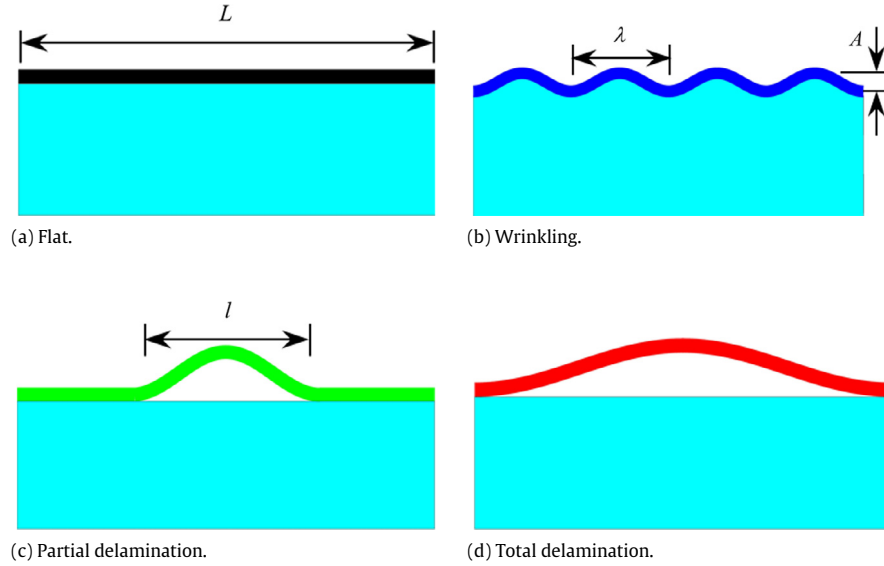 L
λ
A
(a) Flat.
(b) Wrinkling.
l
(c) Partial delamination.
(d) Total delamination.